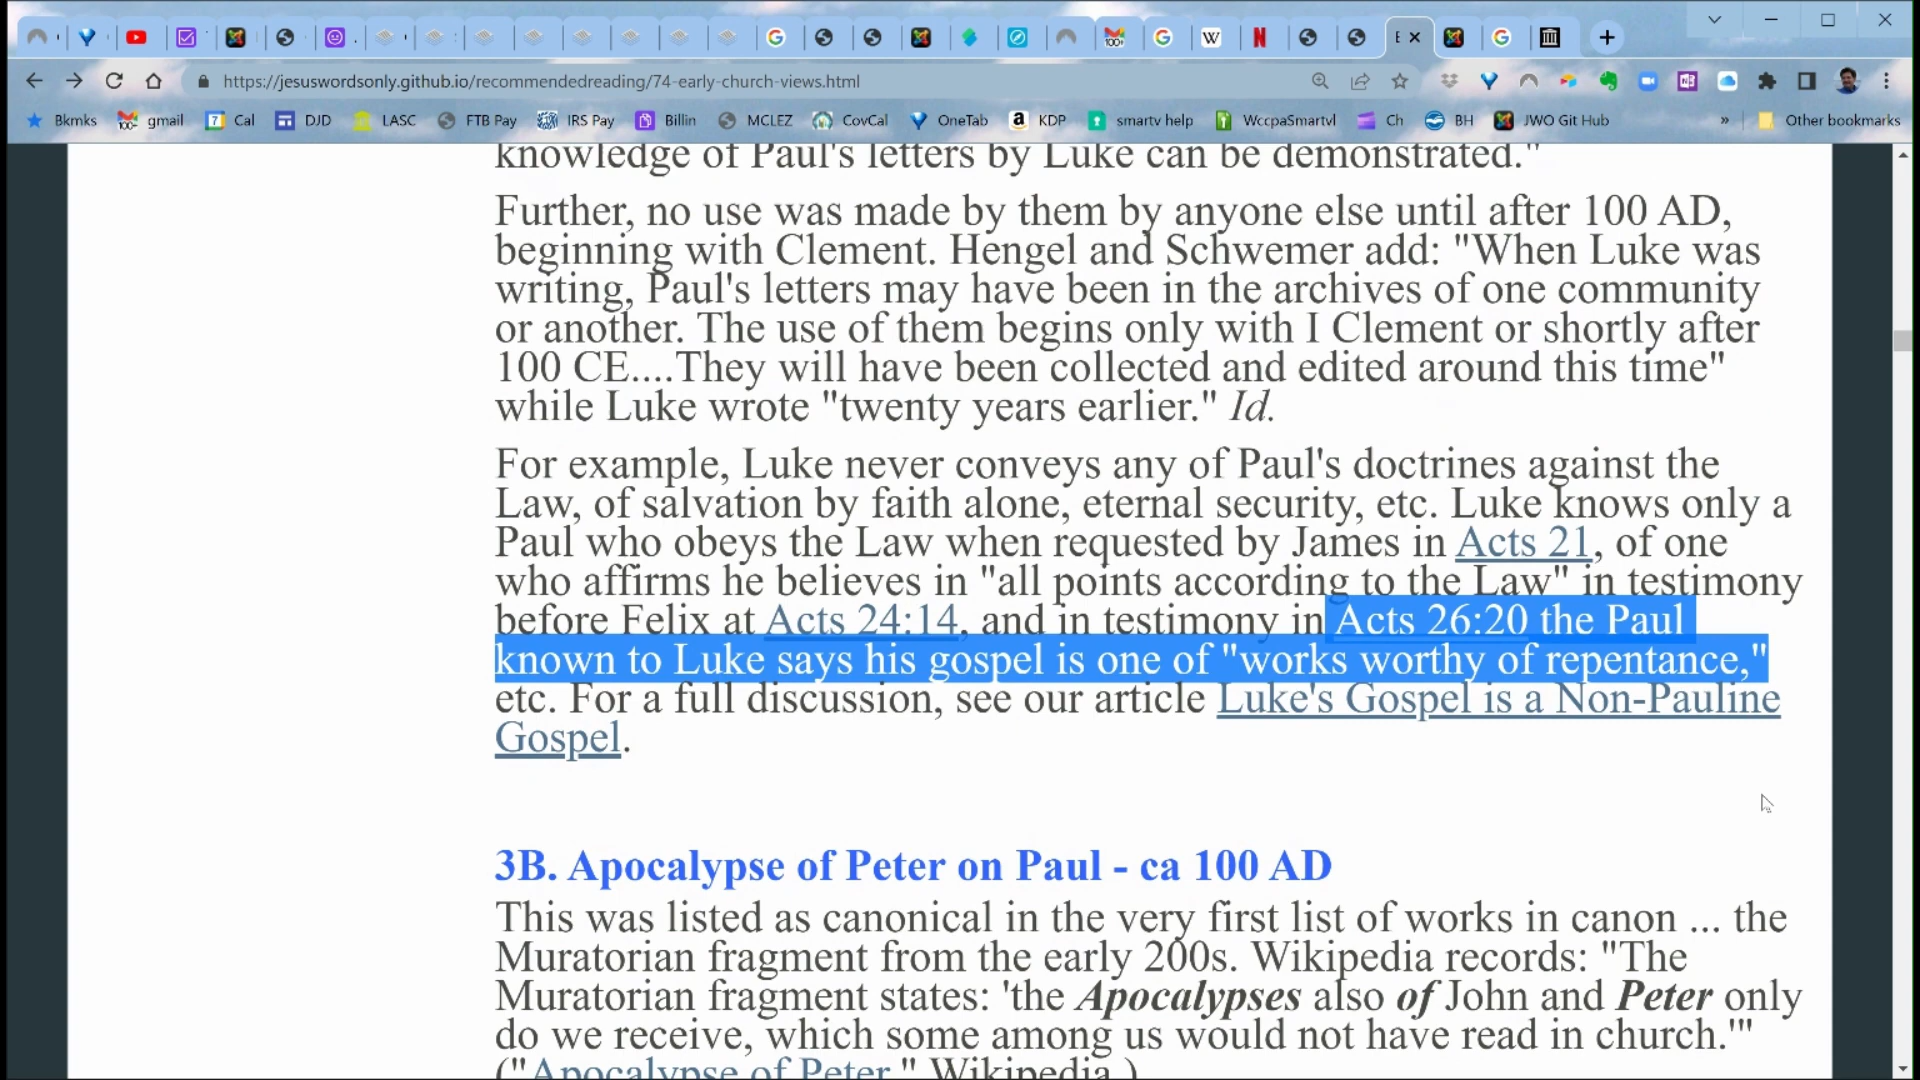 E
https://jesuswordsonly.github.io/recommendedreading/74-early-church-views.html
Bkmks gmail Cal DJD LASC FTB Pay IRS Pay Billin MCLEZ CovCal OneTab KDP smartv help WccpaSmartvl Ch BH JWO Git Hub » Other bookmarks
knowledge of Paul's letters by Luke can be demonstrated."
Further, no use was made by them by anyone else until after 100 AD,
beginning with Clement. Hengel and Schwemer add: "When Luke was
writing, Paul's letters may have been in the archives of one community
or another. The use of them begins only with I Clement or shortly after
100 CE....They will have been collected and edited around this time"
while Luke wrote "twenty years earlier." Id.
For example, Luke never conveys any of Paul's doctrines against the
Law, of salvation by faith alone, eternal security, etc. Luke knows only a
Paul who obeys the Law when requested by James in Acts 21, of one
who affirms he believes in "all points according to the Law" in testimony
before Felix at Acts 24:14, and in testimony in Acts 26:20 the Paul
known to Luke says his gospel is one of "works worthy of repentance,"
etc. For a full discussion, see our article Luke's Gospel is a Non-Pauline
Gospel.
3B. Apocalypse of Peter on Paul - ca 100 AD
This was listed as canonical in the very first list of works in canon ... the
Muratorian fragment from the early 200s. Wikipedia records: "The
Muratorian fragment states: 'the Apocalypses also of John and Peter only
do we receive, which some among us would not have read in church.'"
("Apocalypse of Peter," Wikipedia.)